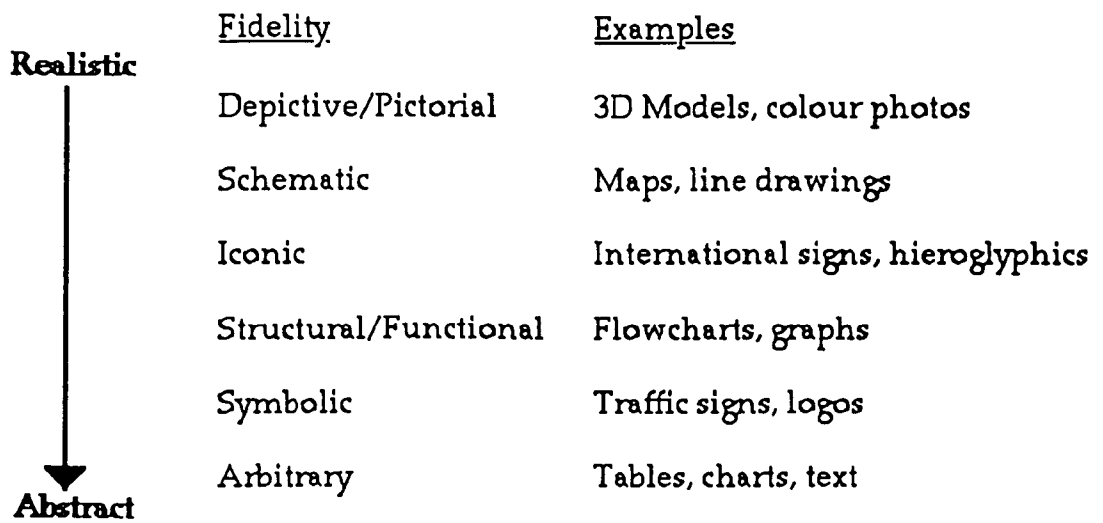 Fidelity Examples
Realistic
Depictive/Pictorial 3D Models, colour photos
Schematic Maps, line drawings
Iconic International signs, hieroglyphics
Structural/Functional Flowcharts, graphs
Symbolic Traffic signs, logos
Arbitrary Tables, charts, text
Abstract